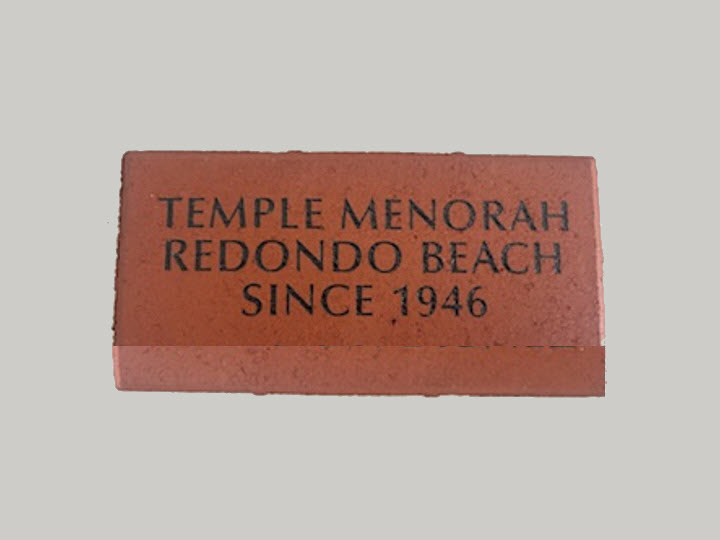 TEMPLE MENORAH
REDONDO BEACH
SINCE 1946